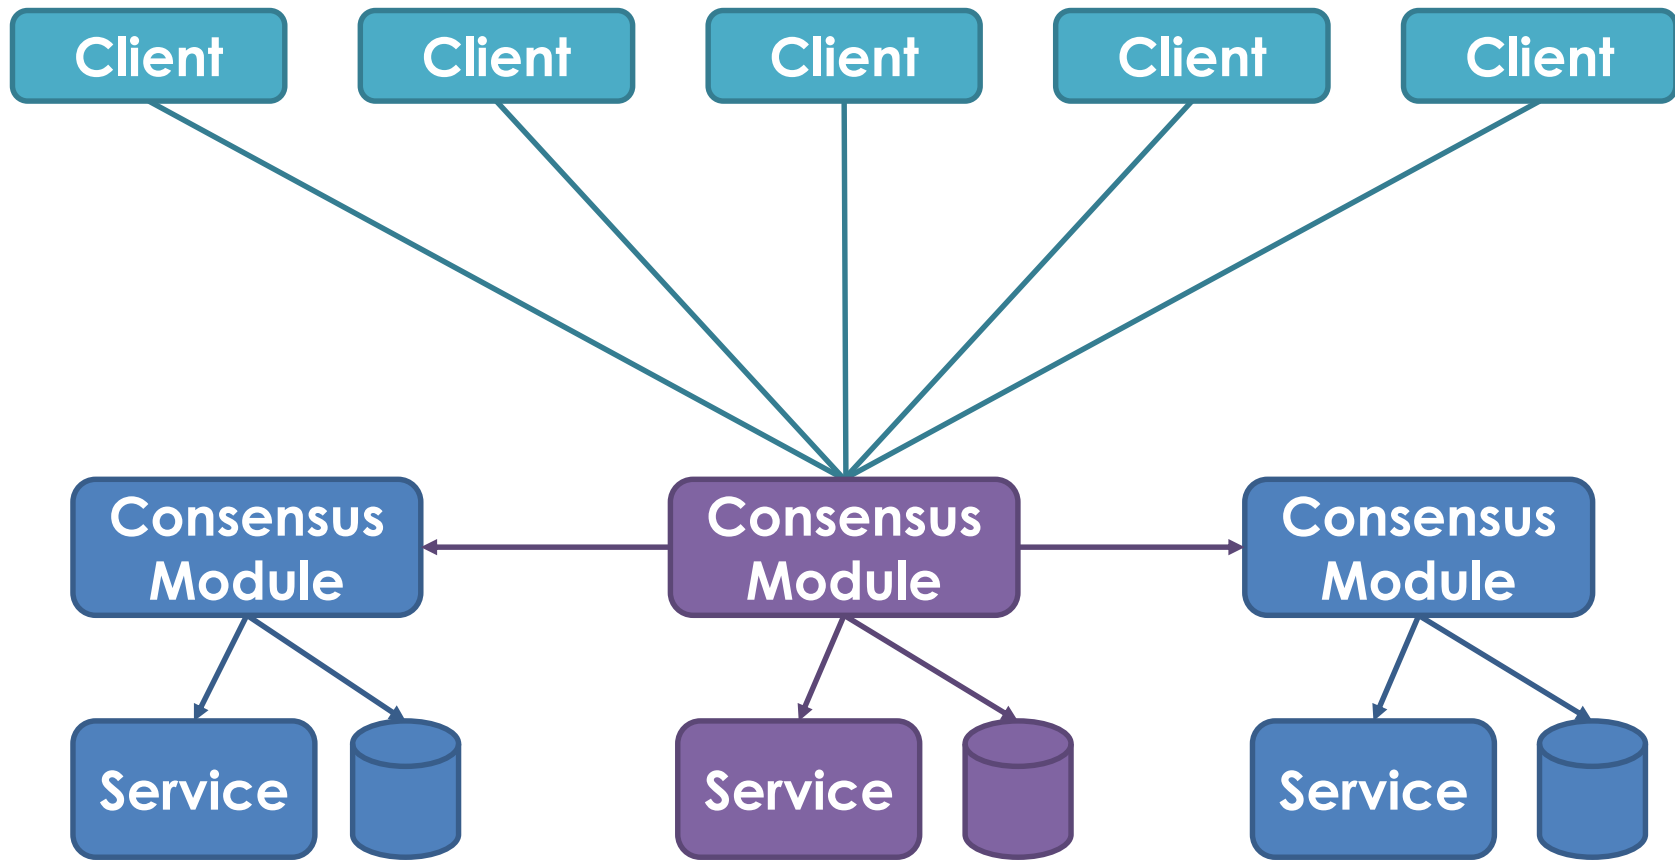 Client
Client
Client
Client
Client
Consensus
Module
Consensus
Module
Consensus
Module
Service
Service
Service